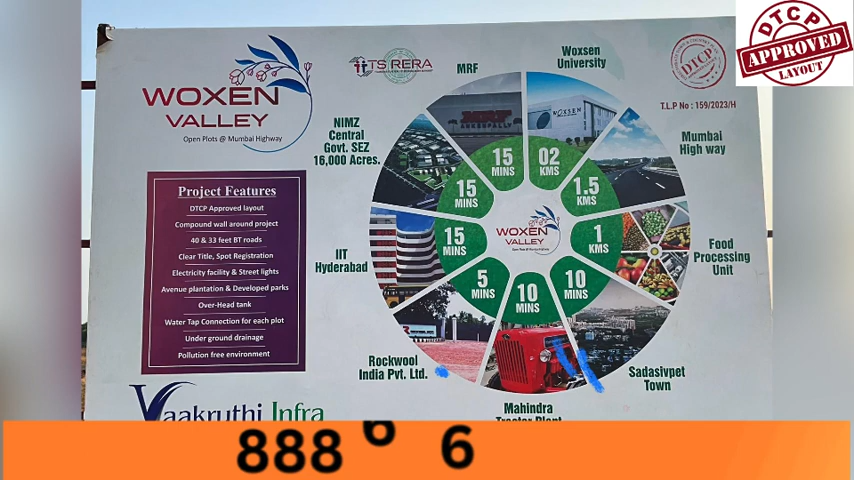 DTCP
APPROVED
LAYOUT
WOXEN
VALLEY
Open Plots @ Mumbai Highway
TS RERA
DTCP
T.L.P No : 159/2023/H
Project Features
DTCP Approved layout
Compound wall around project
40 & 33 feet BT roads
Clear Title, Spot Registration
Electricity facility & Street lights
Avenue plantation & Developed parks
Over-Head tank
Water Tap Connection for each plot
Under ground drainage
Pollution free environment
MRF
15
MINS
Woxsen
University
WOXSEN
02
KMS
Mumbai
High way
1.5
KMS
Food
Processing
Unit
1
KMS
Sadasivpet
Town
10
MINS
Mahindra
Tractor Plant
10
MINS
Rockwool
India Pvt. Ltd.
5
MINS
IIT
Hyderabad
15
MINS
NIMZ
Central
Govt. SEZ
16,000 Acres.
15
MINS
WOXEN
VALLEY
Vaakruthi Infra
888 6 6